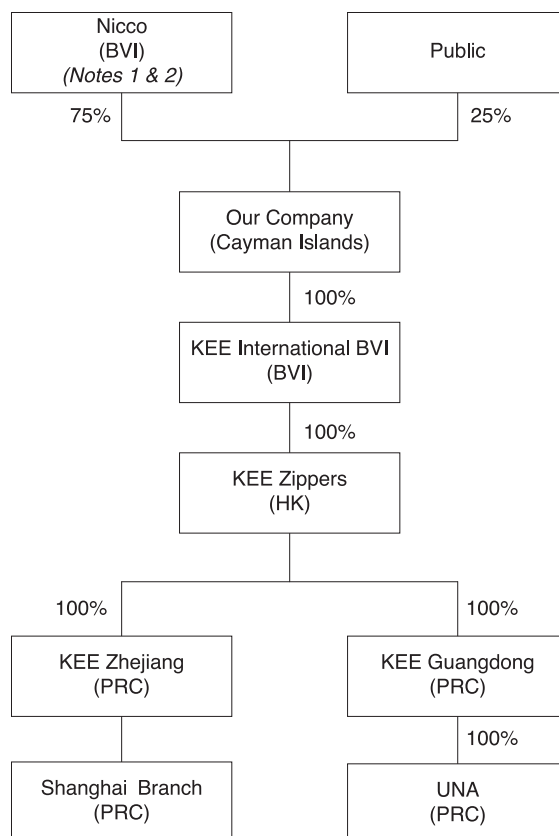 Nicco
(BVI)
(Notes 1 & 2)
Public
75%
25%
Our Company
(Cayman Islands)
100%
KEE International BVI
(BVI)
100%
KEE Zippers
(HK)
100%
100%
KEE Zhejiang
(PRC)
KEE Guangdong
(PRC)
100%
Shanghai Branch
(PRC)
UNA
(PRC)